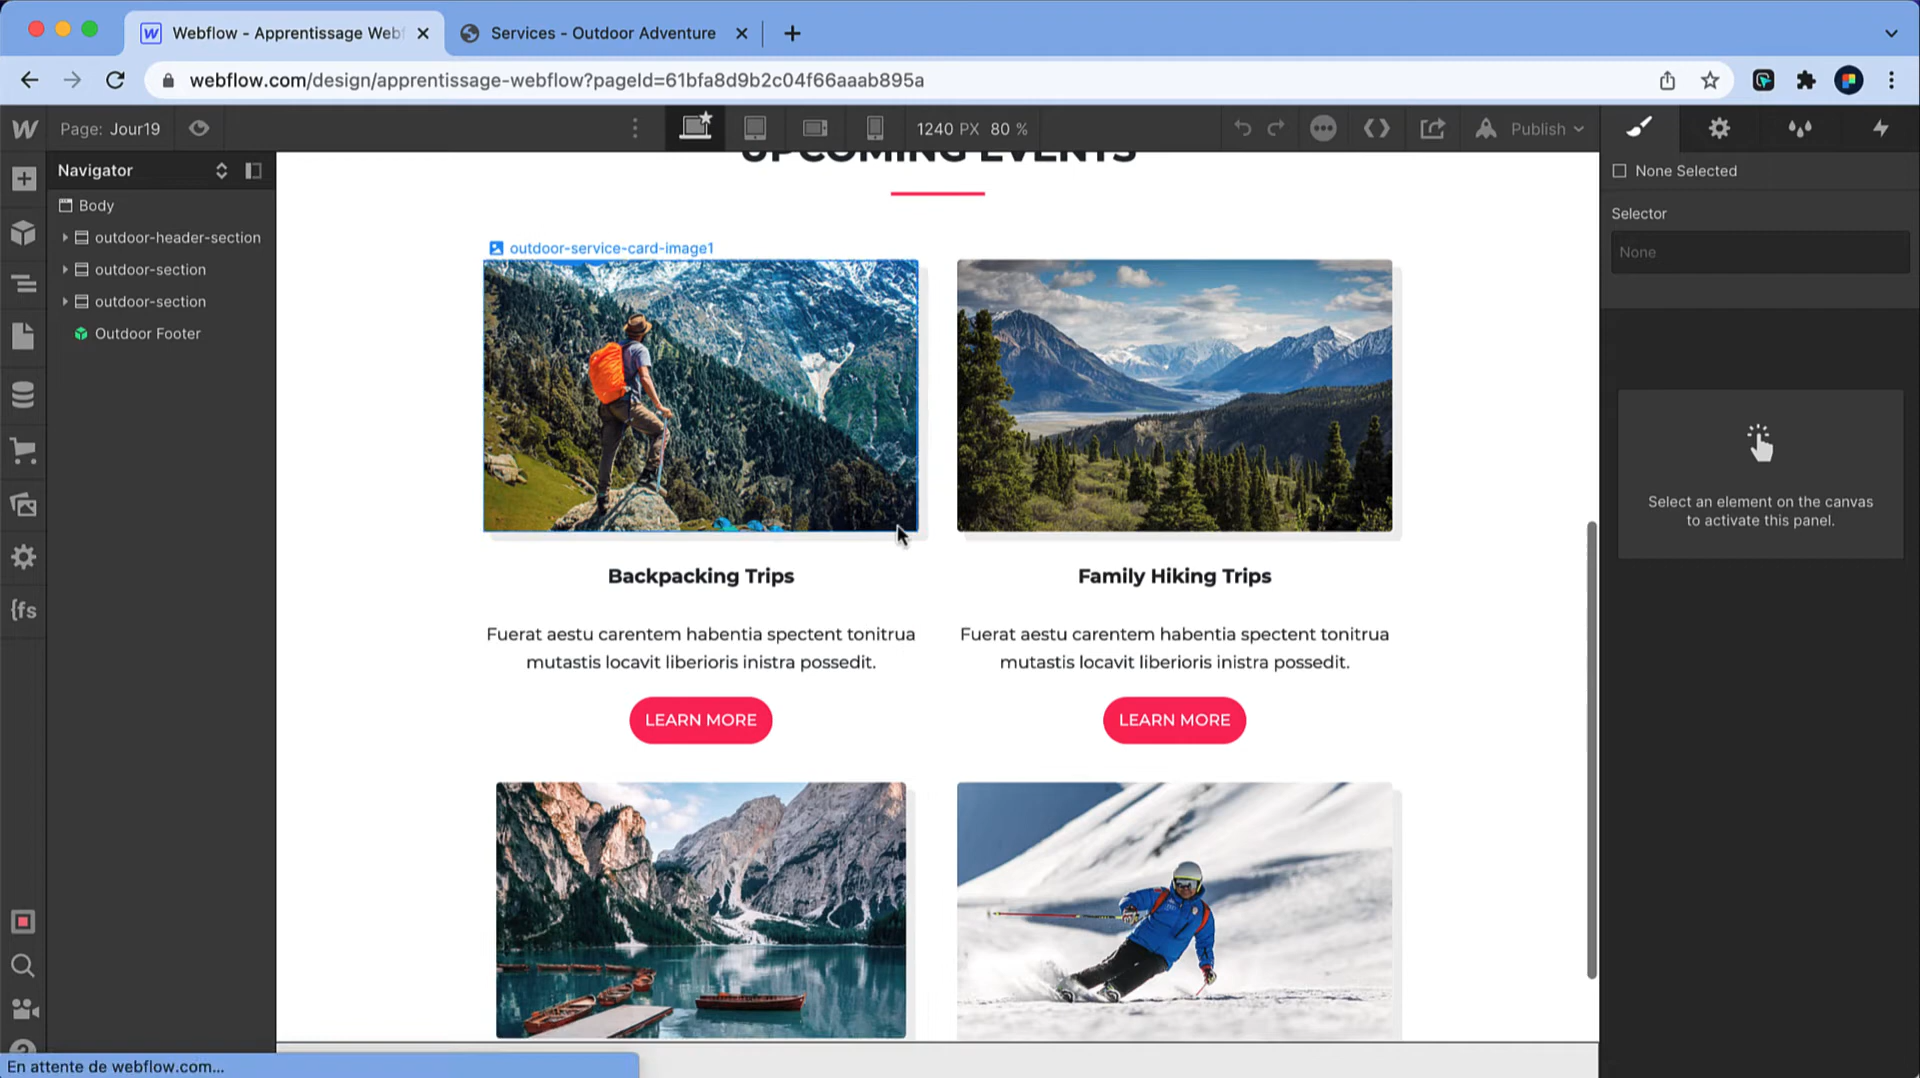 Webflow - Apprentissage Webf
Services - Outdoor Adventure
webflow.com/design/apprentissage-webflow?pageId=61bfa8d9b2c04f66aaab895a
Page: Jour19
1240 PX 80 %
Publish
Navigator
None Selected
Body
Selector
outdoor-header-section
None
outdoor-section
outdoor-section
Outdoor Footer
UPCOMING EVENTS
outdoor-service-card-image1
Select an element on the canvas
to activate this panel.
{fs
Backpacking Trips
Family Hiking Trips
Fuerat aestu carentem habentia spectent tonitrua
mutastis locavit liberioris inistra possedit.
Fuerat aestu carentem habentia spectent tonitrua
mutastis locavit liberioris inistra possedit.
LEARN MORE
LEARN MORE
En attente de webflow.com...